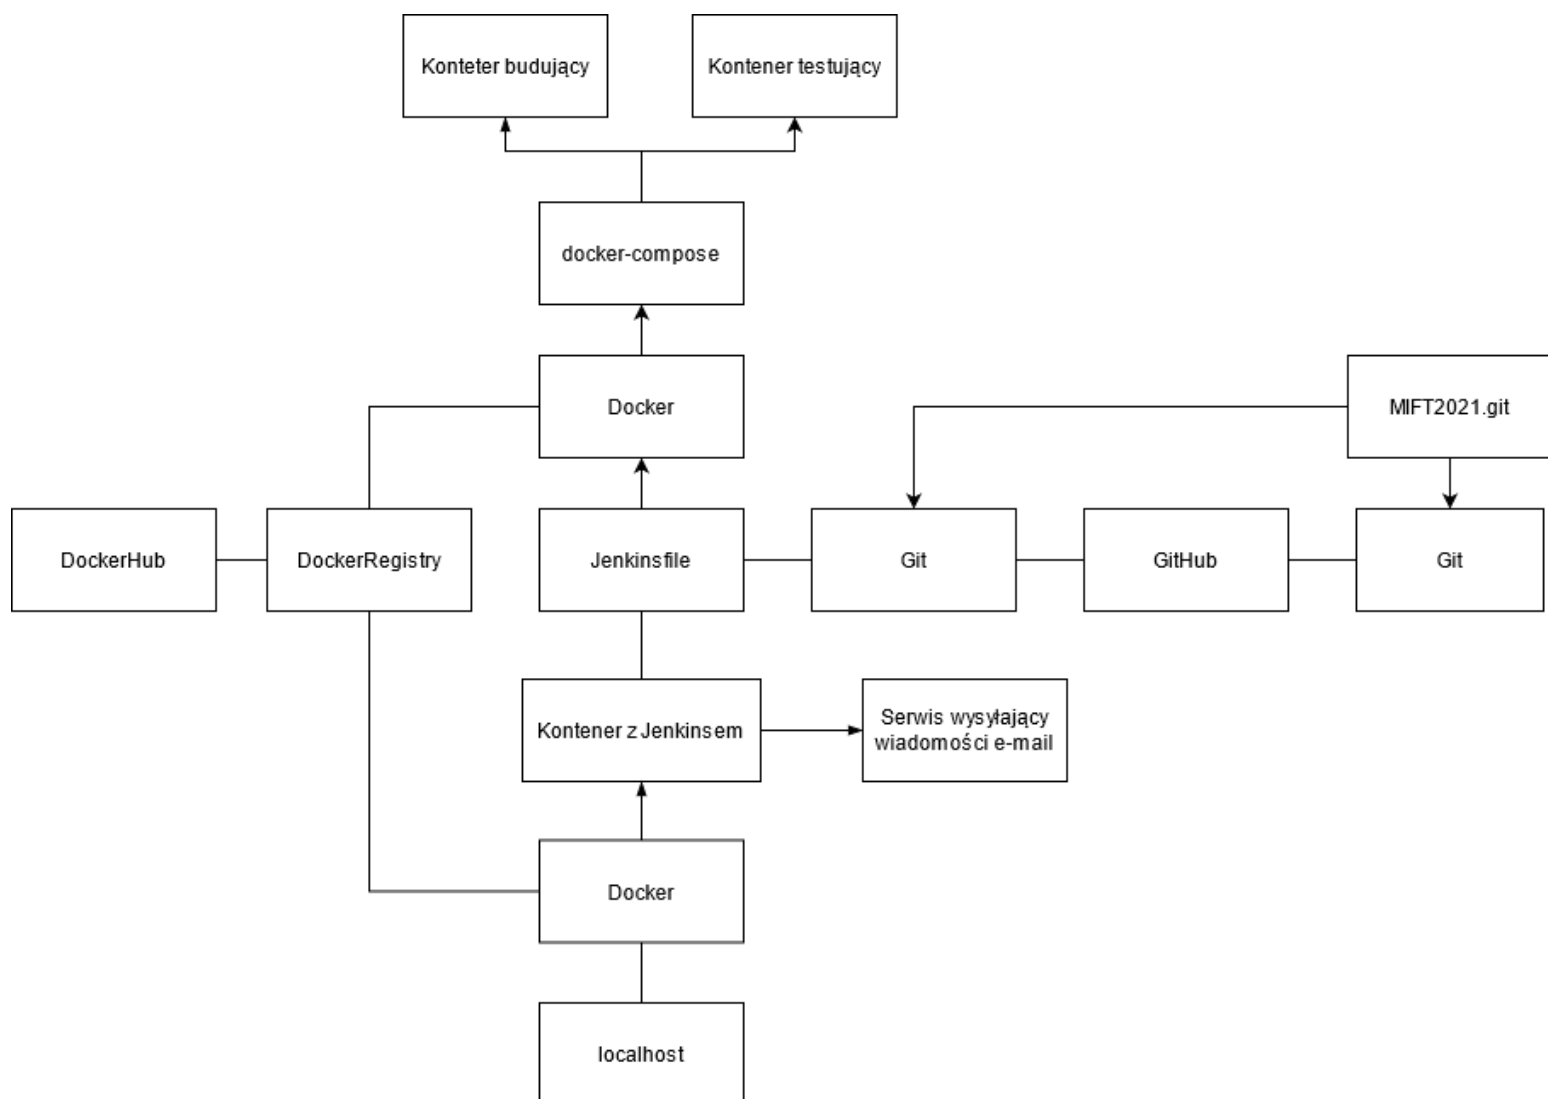 Konteter budujący
Kontener testujący
docker-compose
Docker
MIFT2021.git
DockerHub
DockerRegistry
Jenkinsfile
Git
GitHub
Git
Kontener z Jenkinsem
Serwis wysyłający
wiadomości e-mail
Docker
localhost